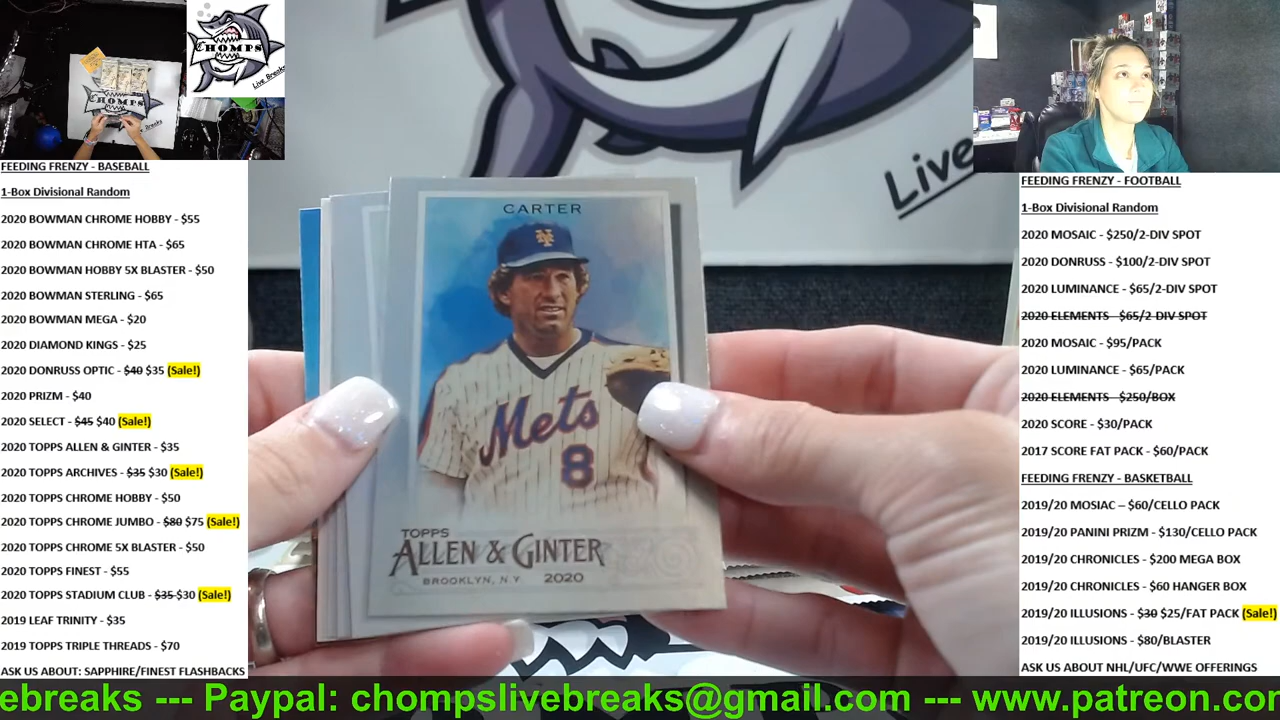 CHOMPS
Live Breaks
CHOMPS
Breaks
FEEDING FRENZY - BASEBALL
1-Box Divisional Random
2020 BOWMAN CHROME HOBBY - $55
2020 BOWMAN CHROME HTA - $65
2020 BOWMAN HOBBY 5X BLASTER - $50
2020 BOWMAN STERLING - $65
2020 BOWMAN MEGA - $20
2020 DIAMOND KINGS - $25
2020 DONRUSS OPTIC - $40 $35 (Sale!)
2020 PRIZM - $40
2020 SELECT - $45 $40 (Sale!)
2020 TOPPS ALLEN & GINTER - $35
2020 TOPPS ARCHIVES - $35 $30 (Sale!)
2020 TOPPS CHROME HOBBY - $50
2020 TOPPS CHROME JUMBO - $80 $75 (Sale!)
2020 TOPPS CHROME 5X BLASTER - $50
2020 TOPPS FINEST - $55
2020 TOPPS STADIUM CLUB - $35 $30 (Sale!)
2019 LEAF TRINITY - $35
2019 TOPPS TRIPLE THREADS - $70
ASK US ABOUT: SAPPHIRE/FINEST FLASHBACKS
Live
CARTER
NY
Mets
8
TOPPS
ALLEN & GINTER
BROOKLYN, N.Y. 2020
FEEDING FRENZY - FOOTBALL
1-Box Divisional Random
2020 MOSAIC - $250/2-DIV SPOT
2020 DONRUSS - $100/2-DIV SPOT
2020 LUMINANCE - $65/2-DIV SPOT
2020 ELEMENTS - $65/2-DIV SPOT
2020 MOSAIC - $95/PACK
2020 LUMINANCE - $65/PACK
2020 ELEMENTS - $250/BOX
2020 SCORE - $30/PACK
2017 SCORE FAT PACK - $60/PACK
FEEDING FRENZY - BASKETBALL
2019/20 MOSIAC – $60/CELLO PACK
2019/20 PANINI PRIZM - $130/CELLO PACK
2019/20 CHRONICLES - $200 MEGA BOX
2019/20 CHRONICLES - $60 HANGER BOX
2019/20 ILLUSIONS - $30 $25/FAT PACK (Sale!)
2019/20 ILLUSIONS - $80/BLASTER
ASK US ABOUT NHL/UFC/WWE OFFERINGS
ebreaks --- Paypal: chompslivebreaks@gmail.com --- www.patreon.cor